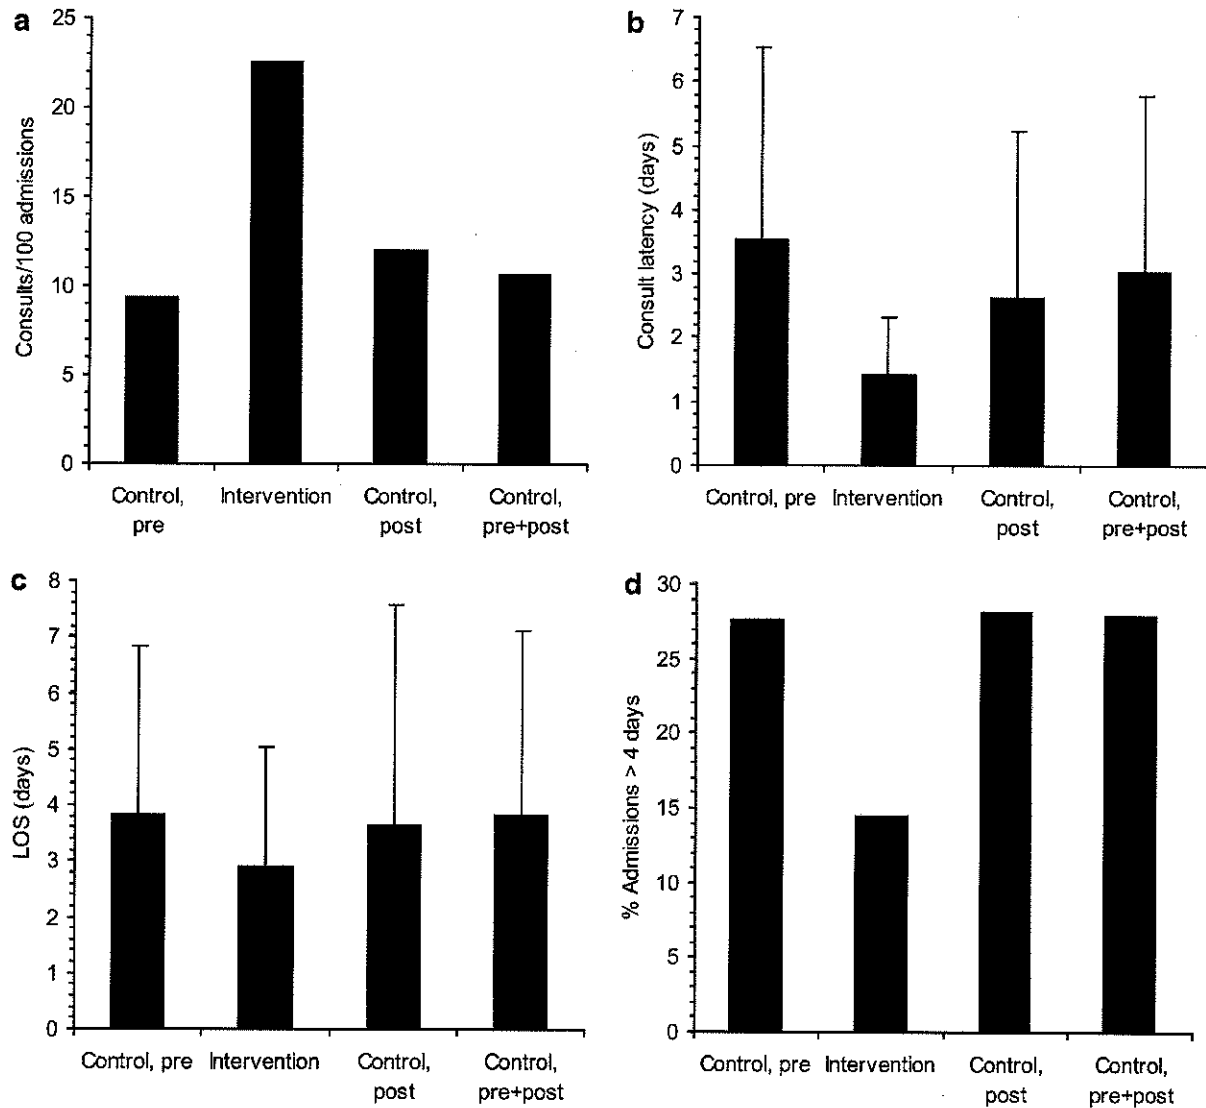 a
25
20
15
10
5
0
Consults/100 admissions
Control,
pre
Intervention
Control,
post
Control,
pre+post
b
7
6
5
4
3
2
1
0
Consult latency (days)
Control, pre
Intervention
Control,
post
Control,
pre+post
c
8
7
6
5
4
3
2
1
0
LOS (days)
Control, pre
Intervention
Control,
post
Control,
pre+post
d
30
25
20
15
10
5
0
% Admissions > 4 days
Control, pre
Intervention
Control,
post
Control,
pre+post